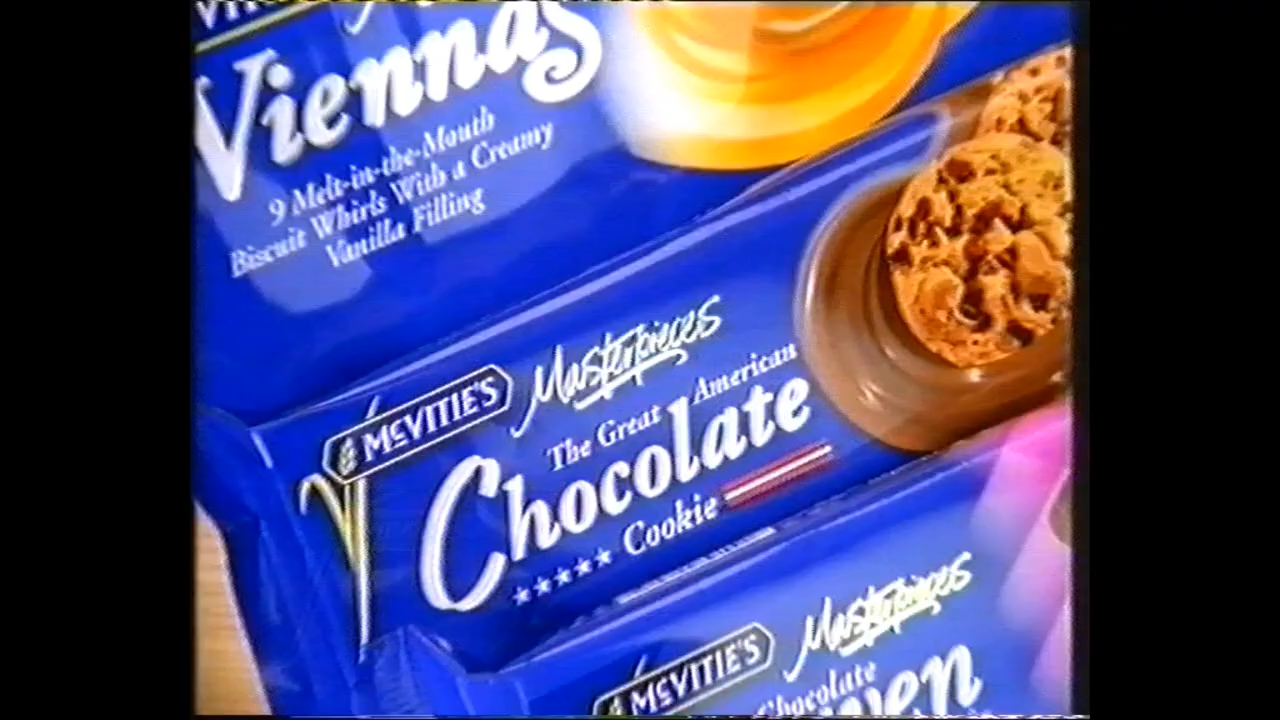 Viennas
9 Melt-in-the-Mouth
Biscuit Whirls With a Creamy
Vanilla Filling
McVITIE'S Masterpieces
The Great American
Chocolate
★★★★★ Cookie
McVITIE'S Masterpieces
Chocolate